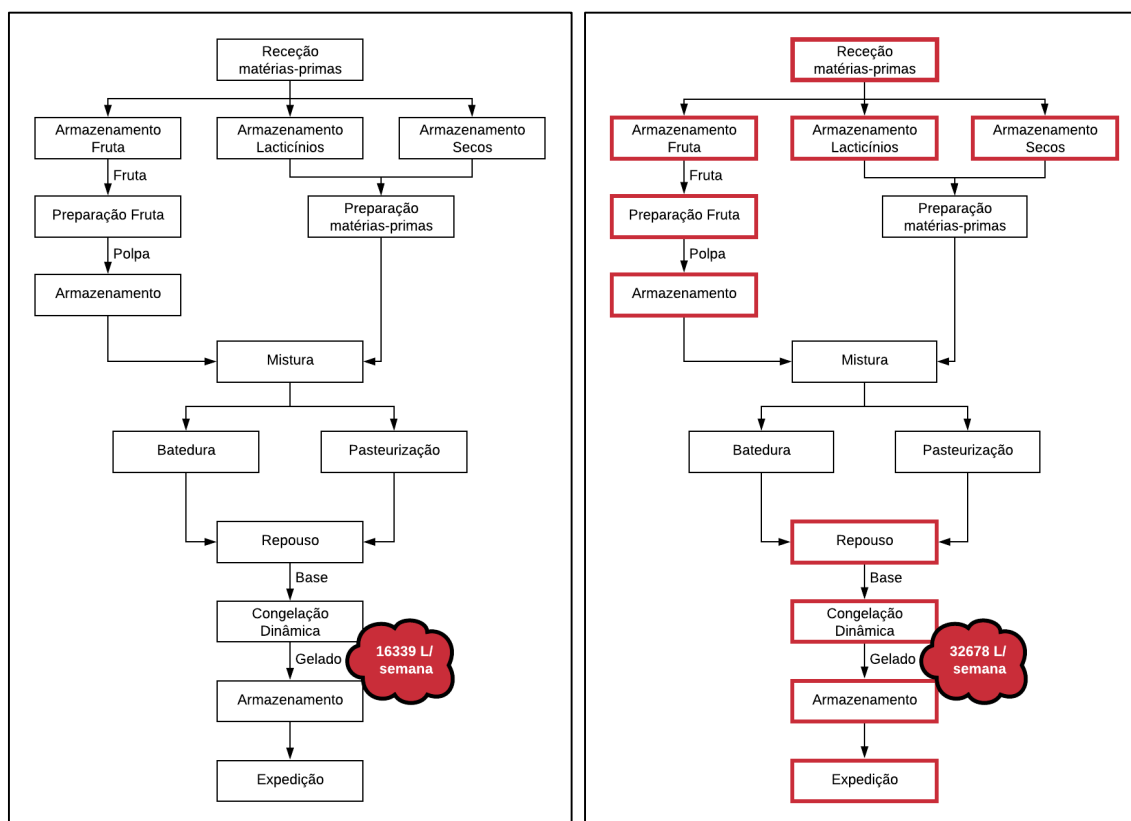 Receção
matérias-primas
Armazenamento
Fruta
Armazenamento
Lacticínios
Armazenamento
Secos
Fruta
Preparação Fruta
Preparação
matérias-primas
Polpa
Armazenamento
Mistura
Batedura
Pasteurização
Repouso
Base
Congelação
Dinâmica
Gelado
16339 L/
semana
Armazenamento
Expedição
Receção
matérias-primas
Armazenamento
Fruta
Armazenamento
Lacticínios
Armazenamento
Secos
Fruta
Preparação Fruta
Preparação
matérias-primas
Polpa
Armazenamento
Mistura
Batedura
Pasteurização
Repouso
Base
Congelação
Dinâmica
Gelado
32678 L/
semana
Armazenamento
Expedição